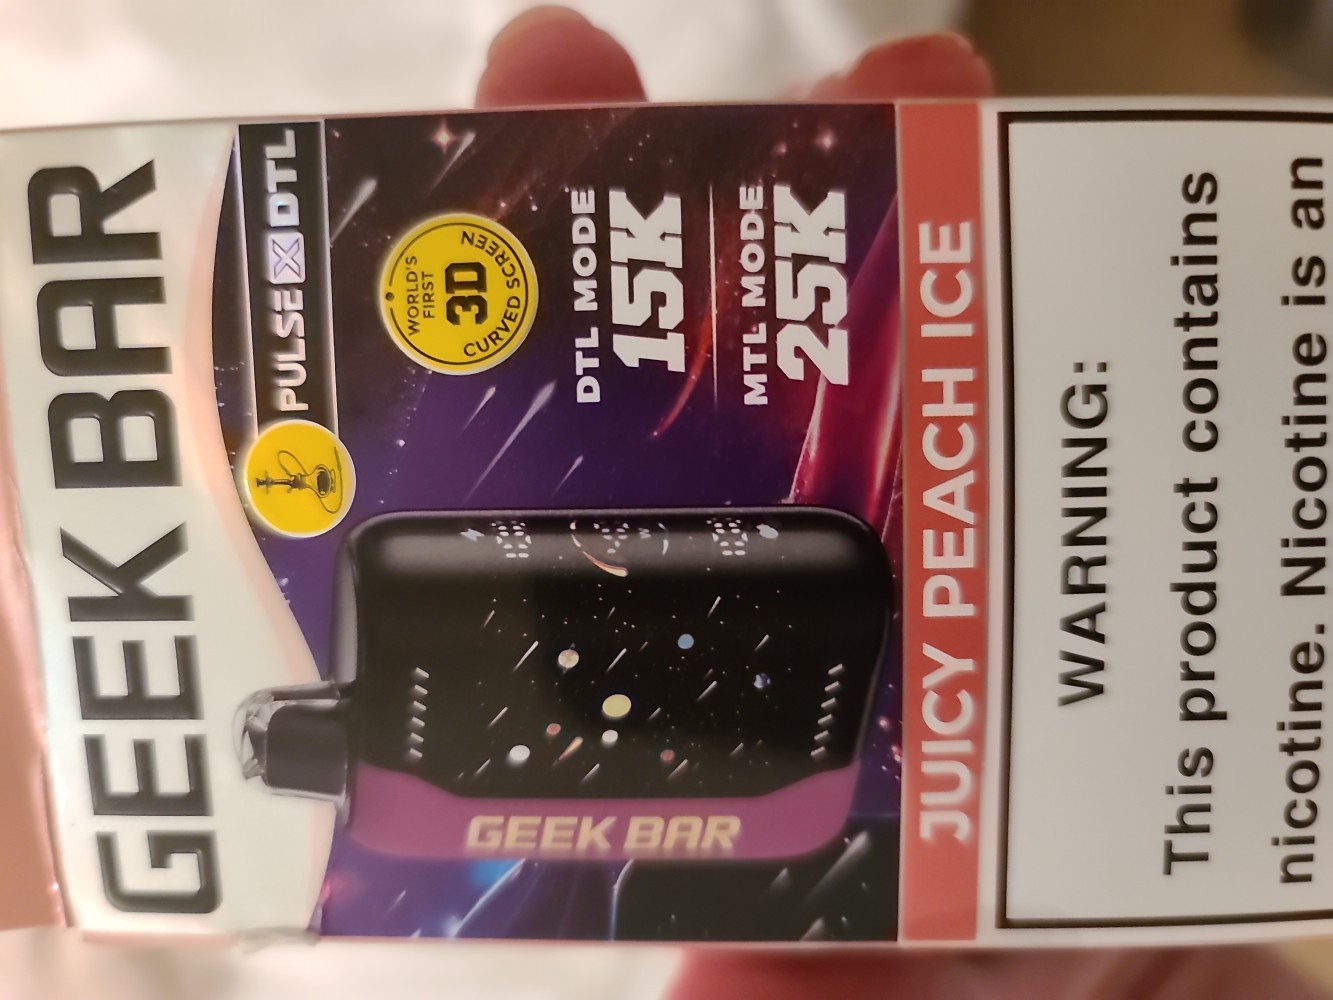 GEEK BAR
PULSE X DTL
WORLD'S
FIRST
3D
CURVED SCREEN
DTL MODE
15K
MTL MODE
25K
GEEK BAR
JUICY PEACH ICE
WARNING:
This product contains
nicotine. Nicotine is an